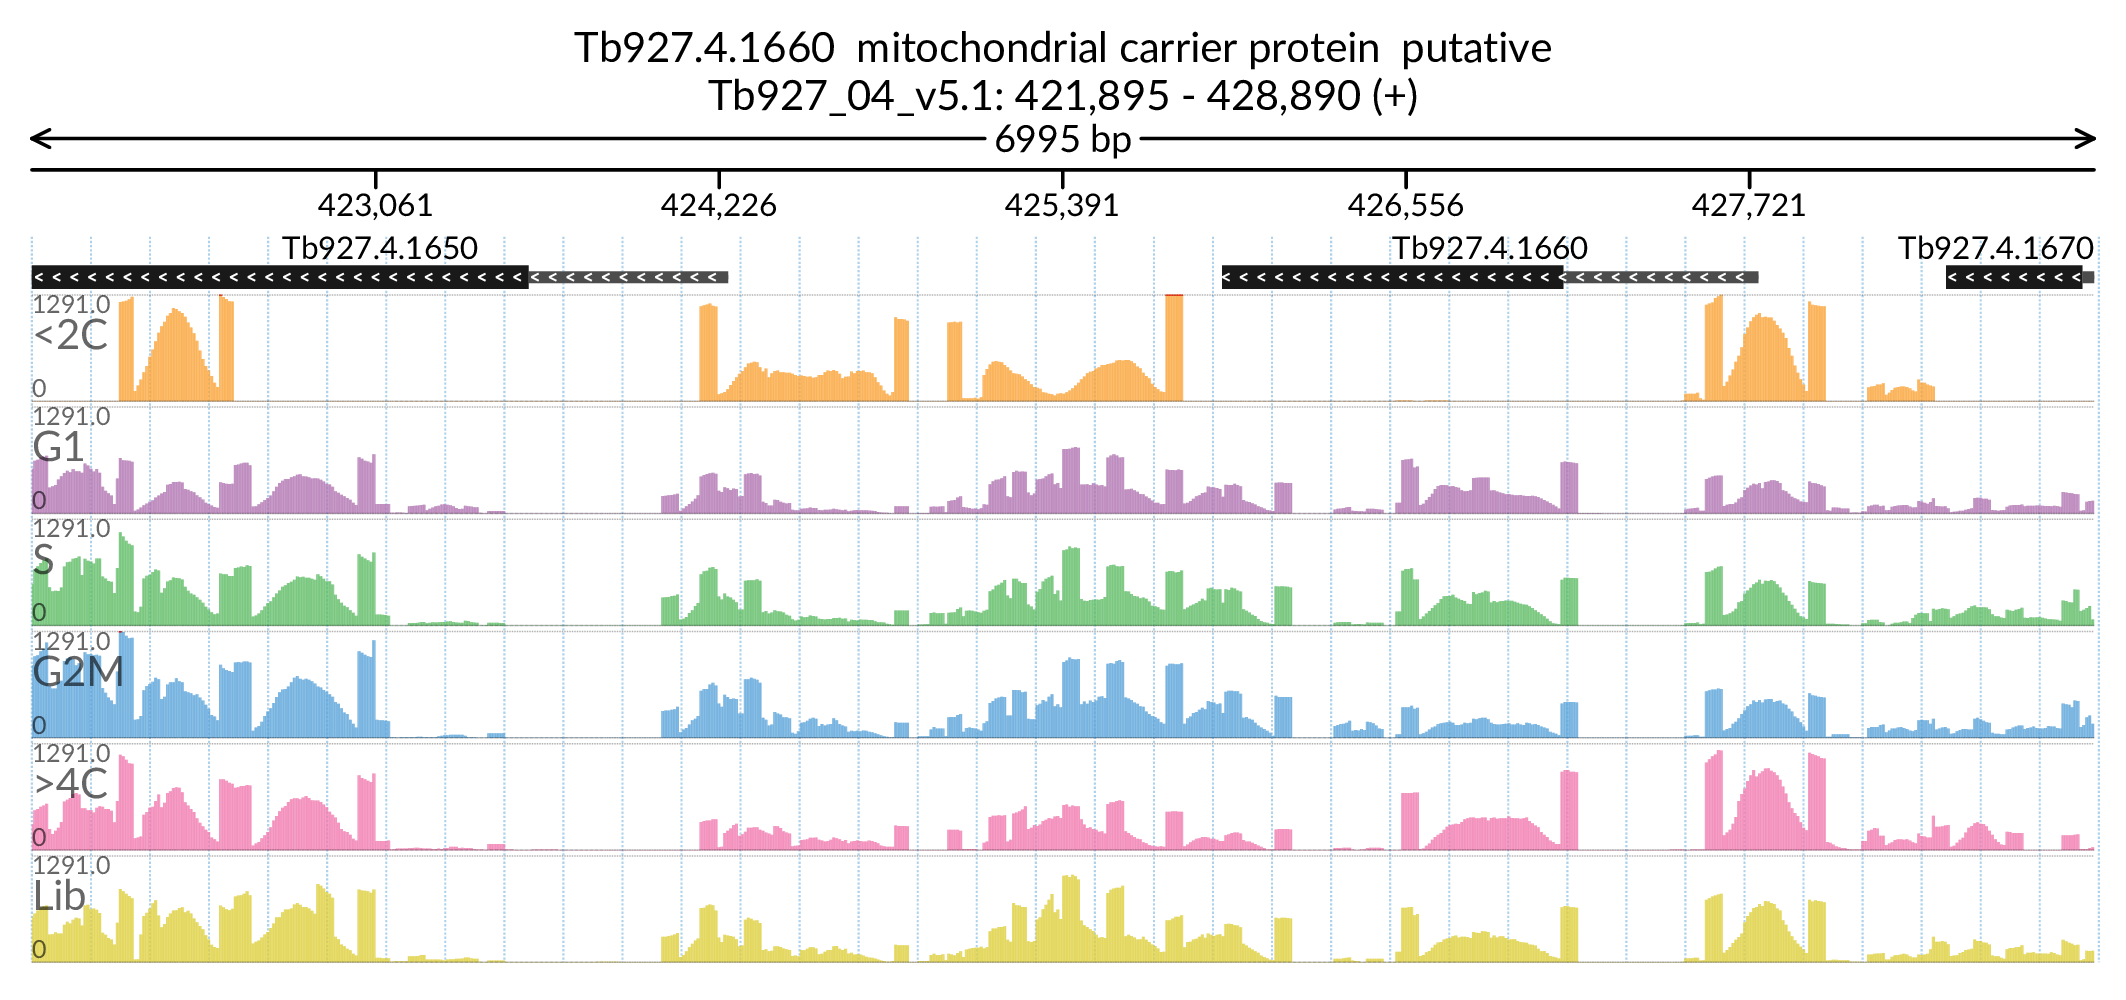 Tb927.4.1660  mitochondrial carrier protein  putative
Tb927_04_v5.1: 421,895 - 428,890 (+)
6995 bp
423,061 424,226 425,391 426,556 427,721
Tb927.4.1650 Tb927.4.1660 Tb927.4.1670
1291.0
<2C
0
1291.0
G1
0
1291.0
S
0
1291.0
G2M
0
1291.0
>4C
0
1291.0
Lib
0